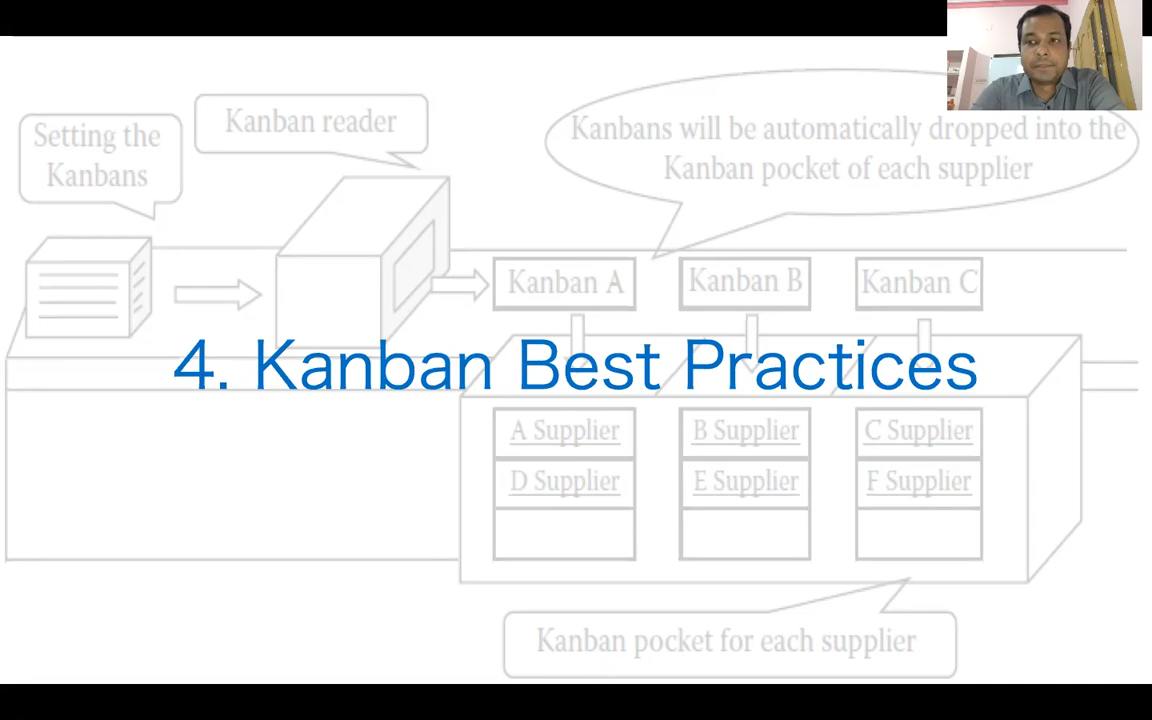 Setting the
Kanbans
Kanban reader
Kanbans will be automatically dropped into the
Kanban pocket of each supplier
Kanban A
Kanban B
Kanban C
4. Kanban Best Practices
A Supplier
B Supplier
C Supplier
D Supplier
E Supplier
F Supplier
Kanban pocket for each supplier